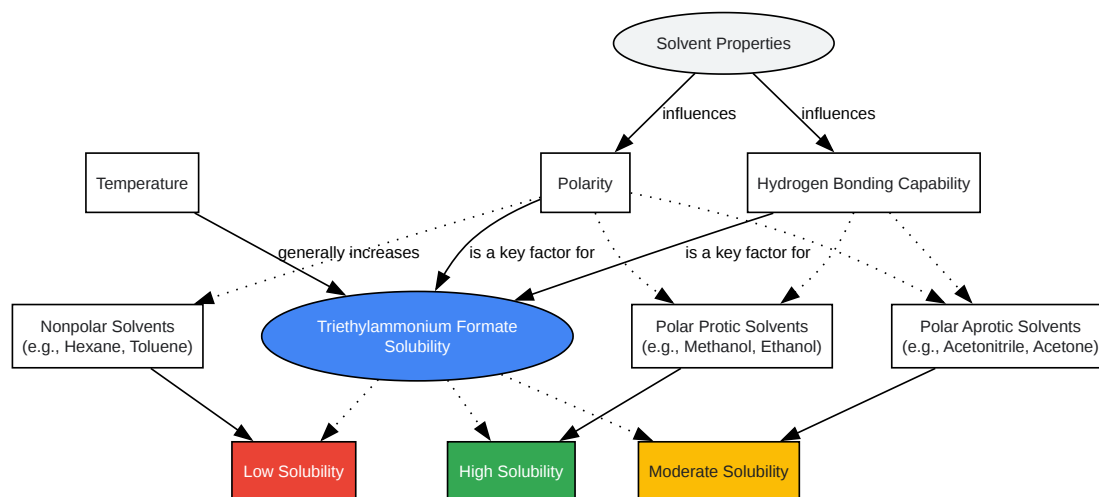 Solvent Properties
influences
influences
Temperature
Polarity
Hydrogen Bonding Capability
generally increases
is a key factor for
is a key factor for
Nonpolar Solvents
(e.g., Hexane, Toluene)
Triethylammonium Formate
Solubility
Polar Protic Solvents
(e.g., Methanol, Ethanol)
Polar Aprotic Solvents
(e.g., Acetonitrile, Acetone)
Low Solubility
High Solubility
Moderate Solubility